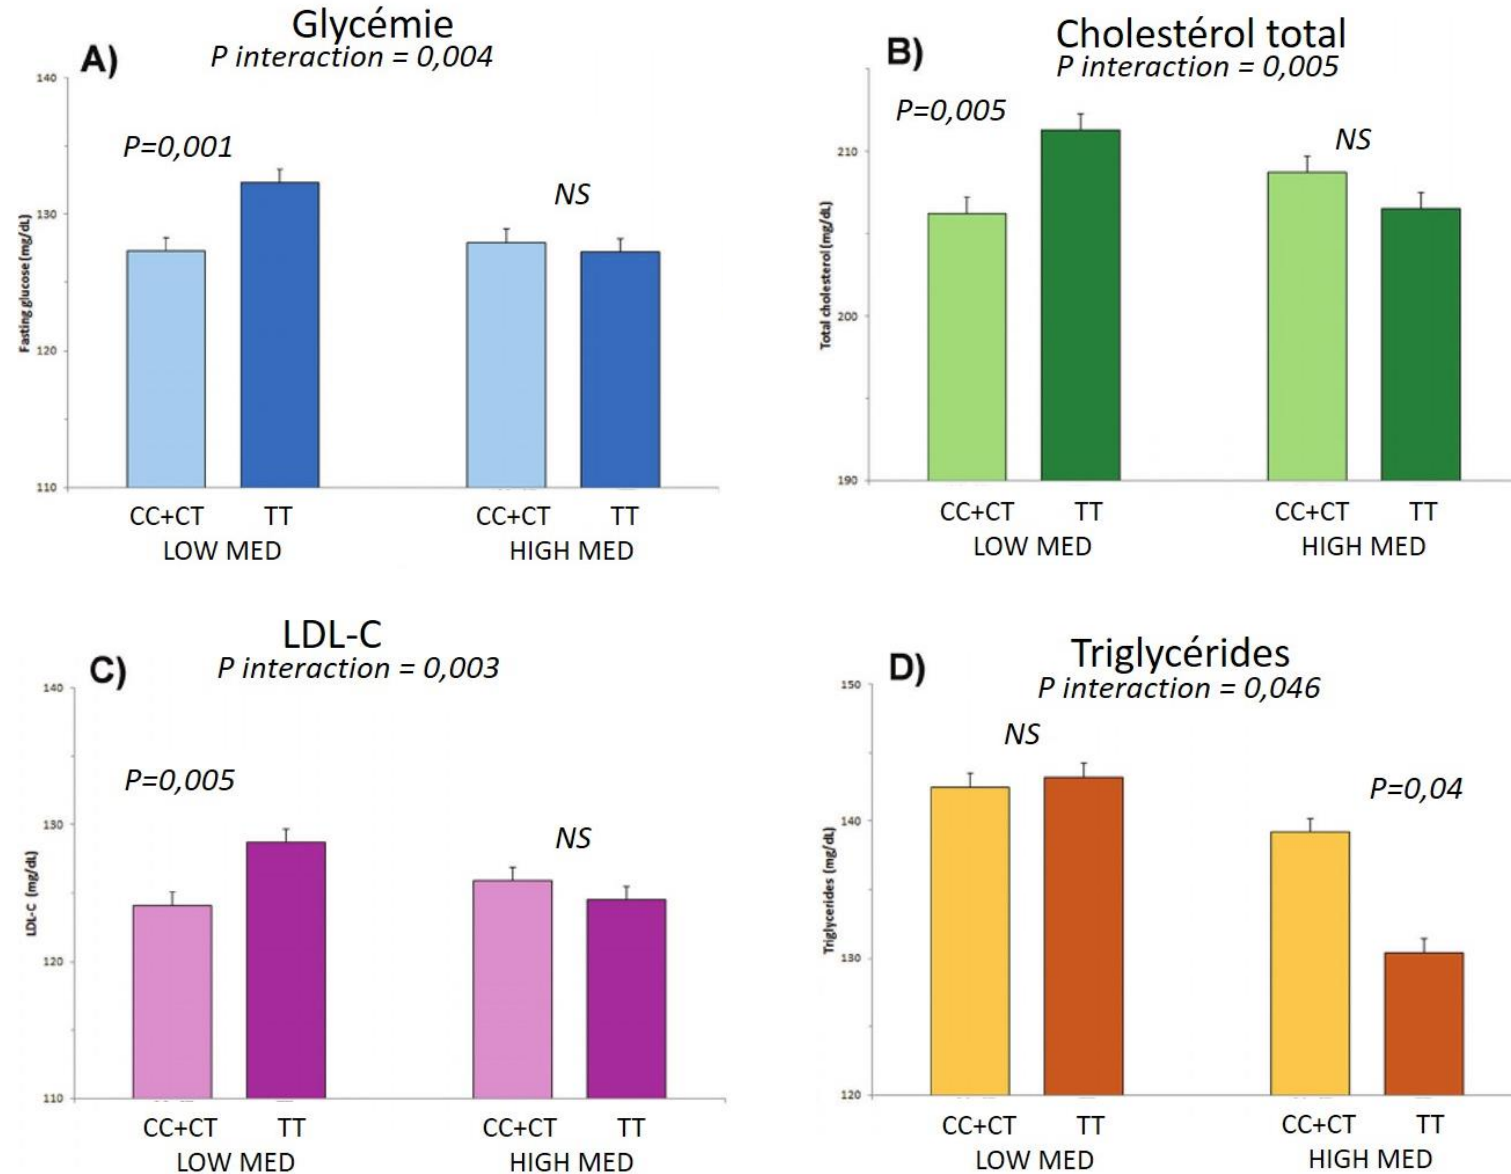 A)
Glycémie
P interaction = 0,004
140
130
120
110
Fasting glucose (mg/dL)
P=0,001
NS
CC+CT TT CC+CT TT
LOW MED HIGH MED
B)
Cholestérol total
P interaction = 0,005
210
200
190
Total cholesterol (mg/dL)
P=0,005
NS
CC+CT TT CC+CT TT
LOW MED HIGH MED
C)
LDL-C
P interaction = 0,003
140
130
120
110
LDL-C (mg/dL)
P=0,005
NS
CC+CT TT CC+CT TT
LOW MED HIGH MED
D)
Triglycérides
P interaction = 0,046
150
140
130
120
Triglycerides (mg/dL)
NS
P=0,04
CC+CT TT CC+CT TT
LOW MED HIGH MED